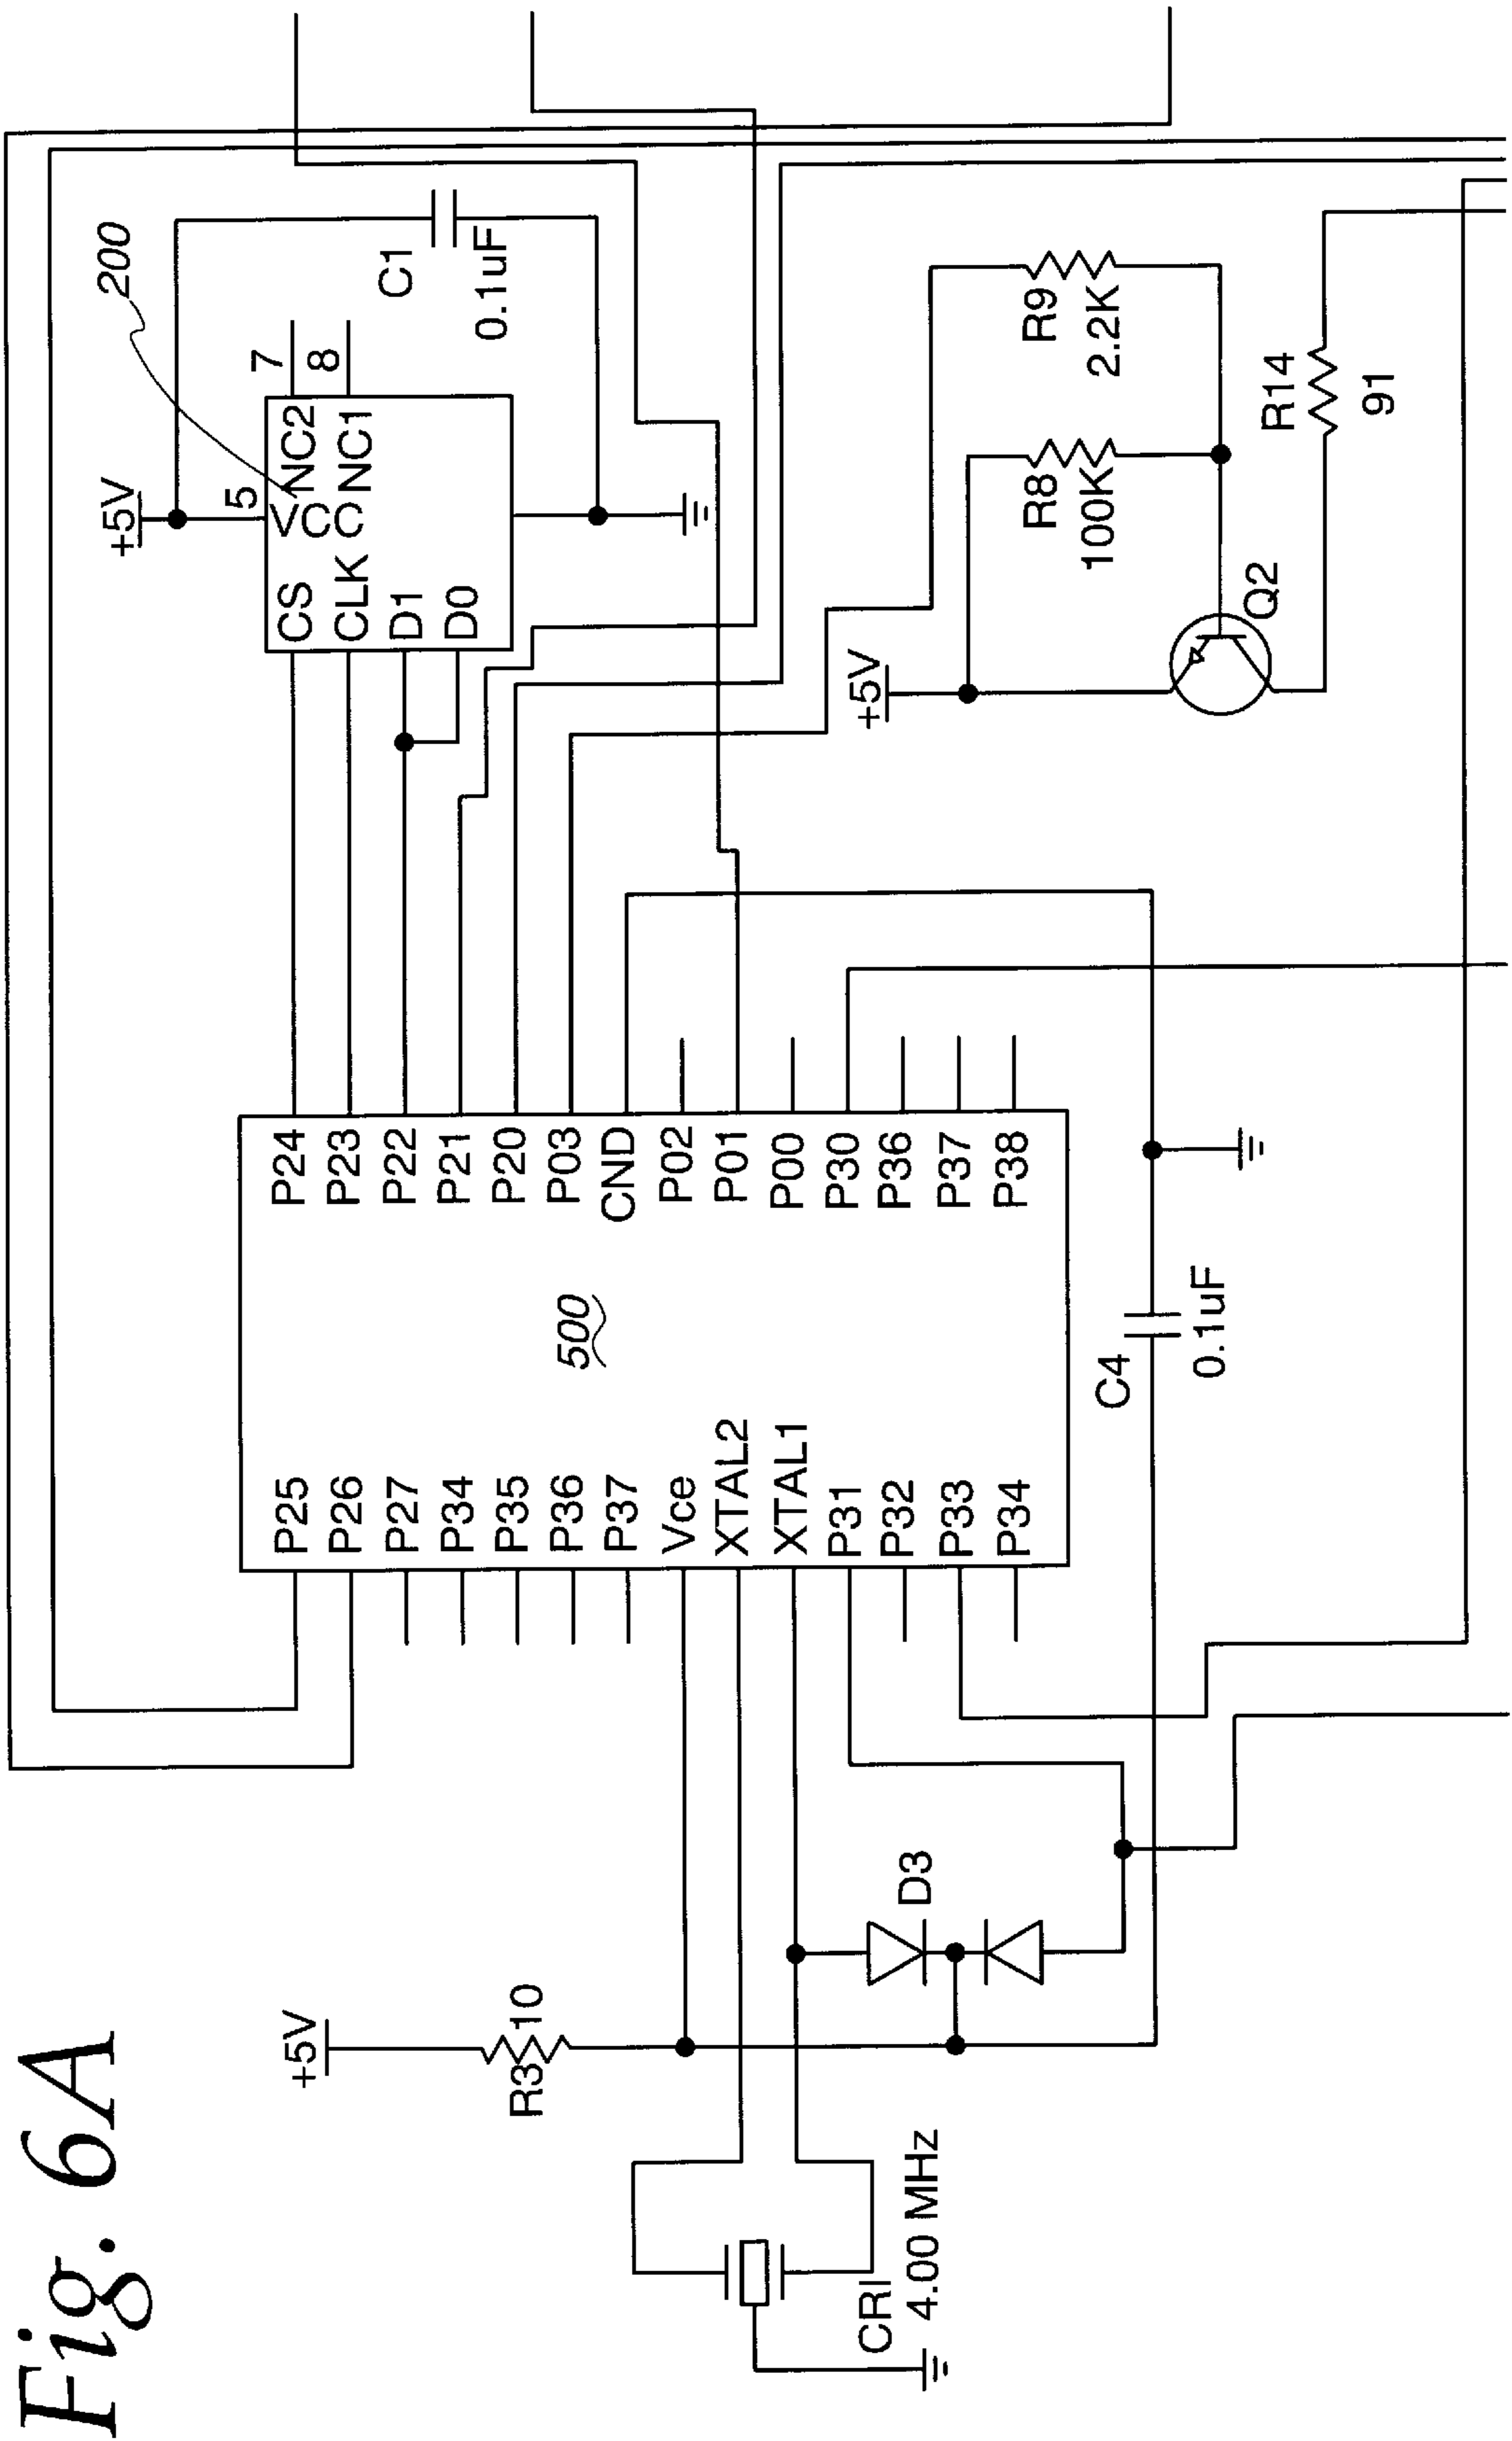 Fig. 6A
+5V
R3 10
CRI
4.00 MHz
D3
P25
P26
P27
P34
P35
P36
P37
Vce
XTAL2
XTAL1
P31
P32
P33
P34
500
P24
P23
P22
P21
P20
P03
CND
P02
P01
P00
P30
P36
P37
P38
C4
0.1uF
+5V
5
200
CS
CLK
D1
D0
VCC
NC2
NC1
7
8
C1
0.1uF
+5V
R8
100K
R9
2.2K
Q2
R14
91